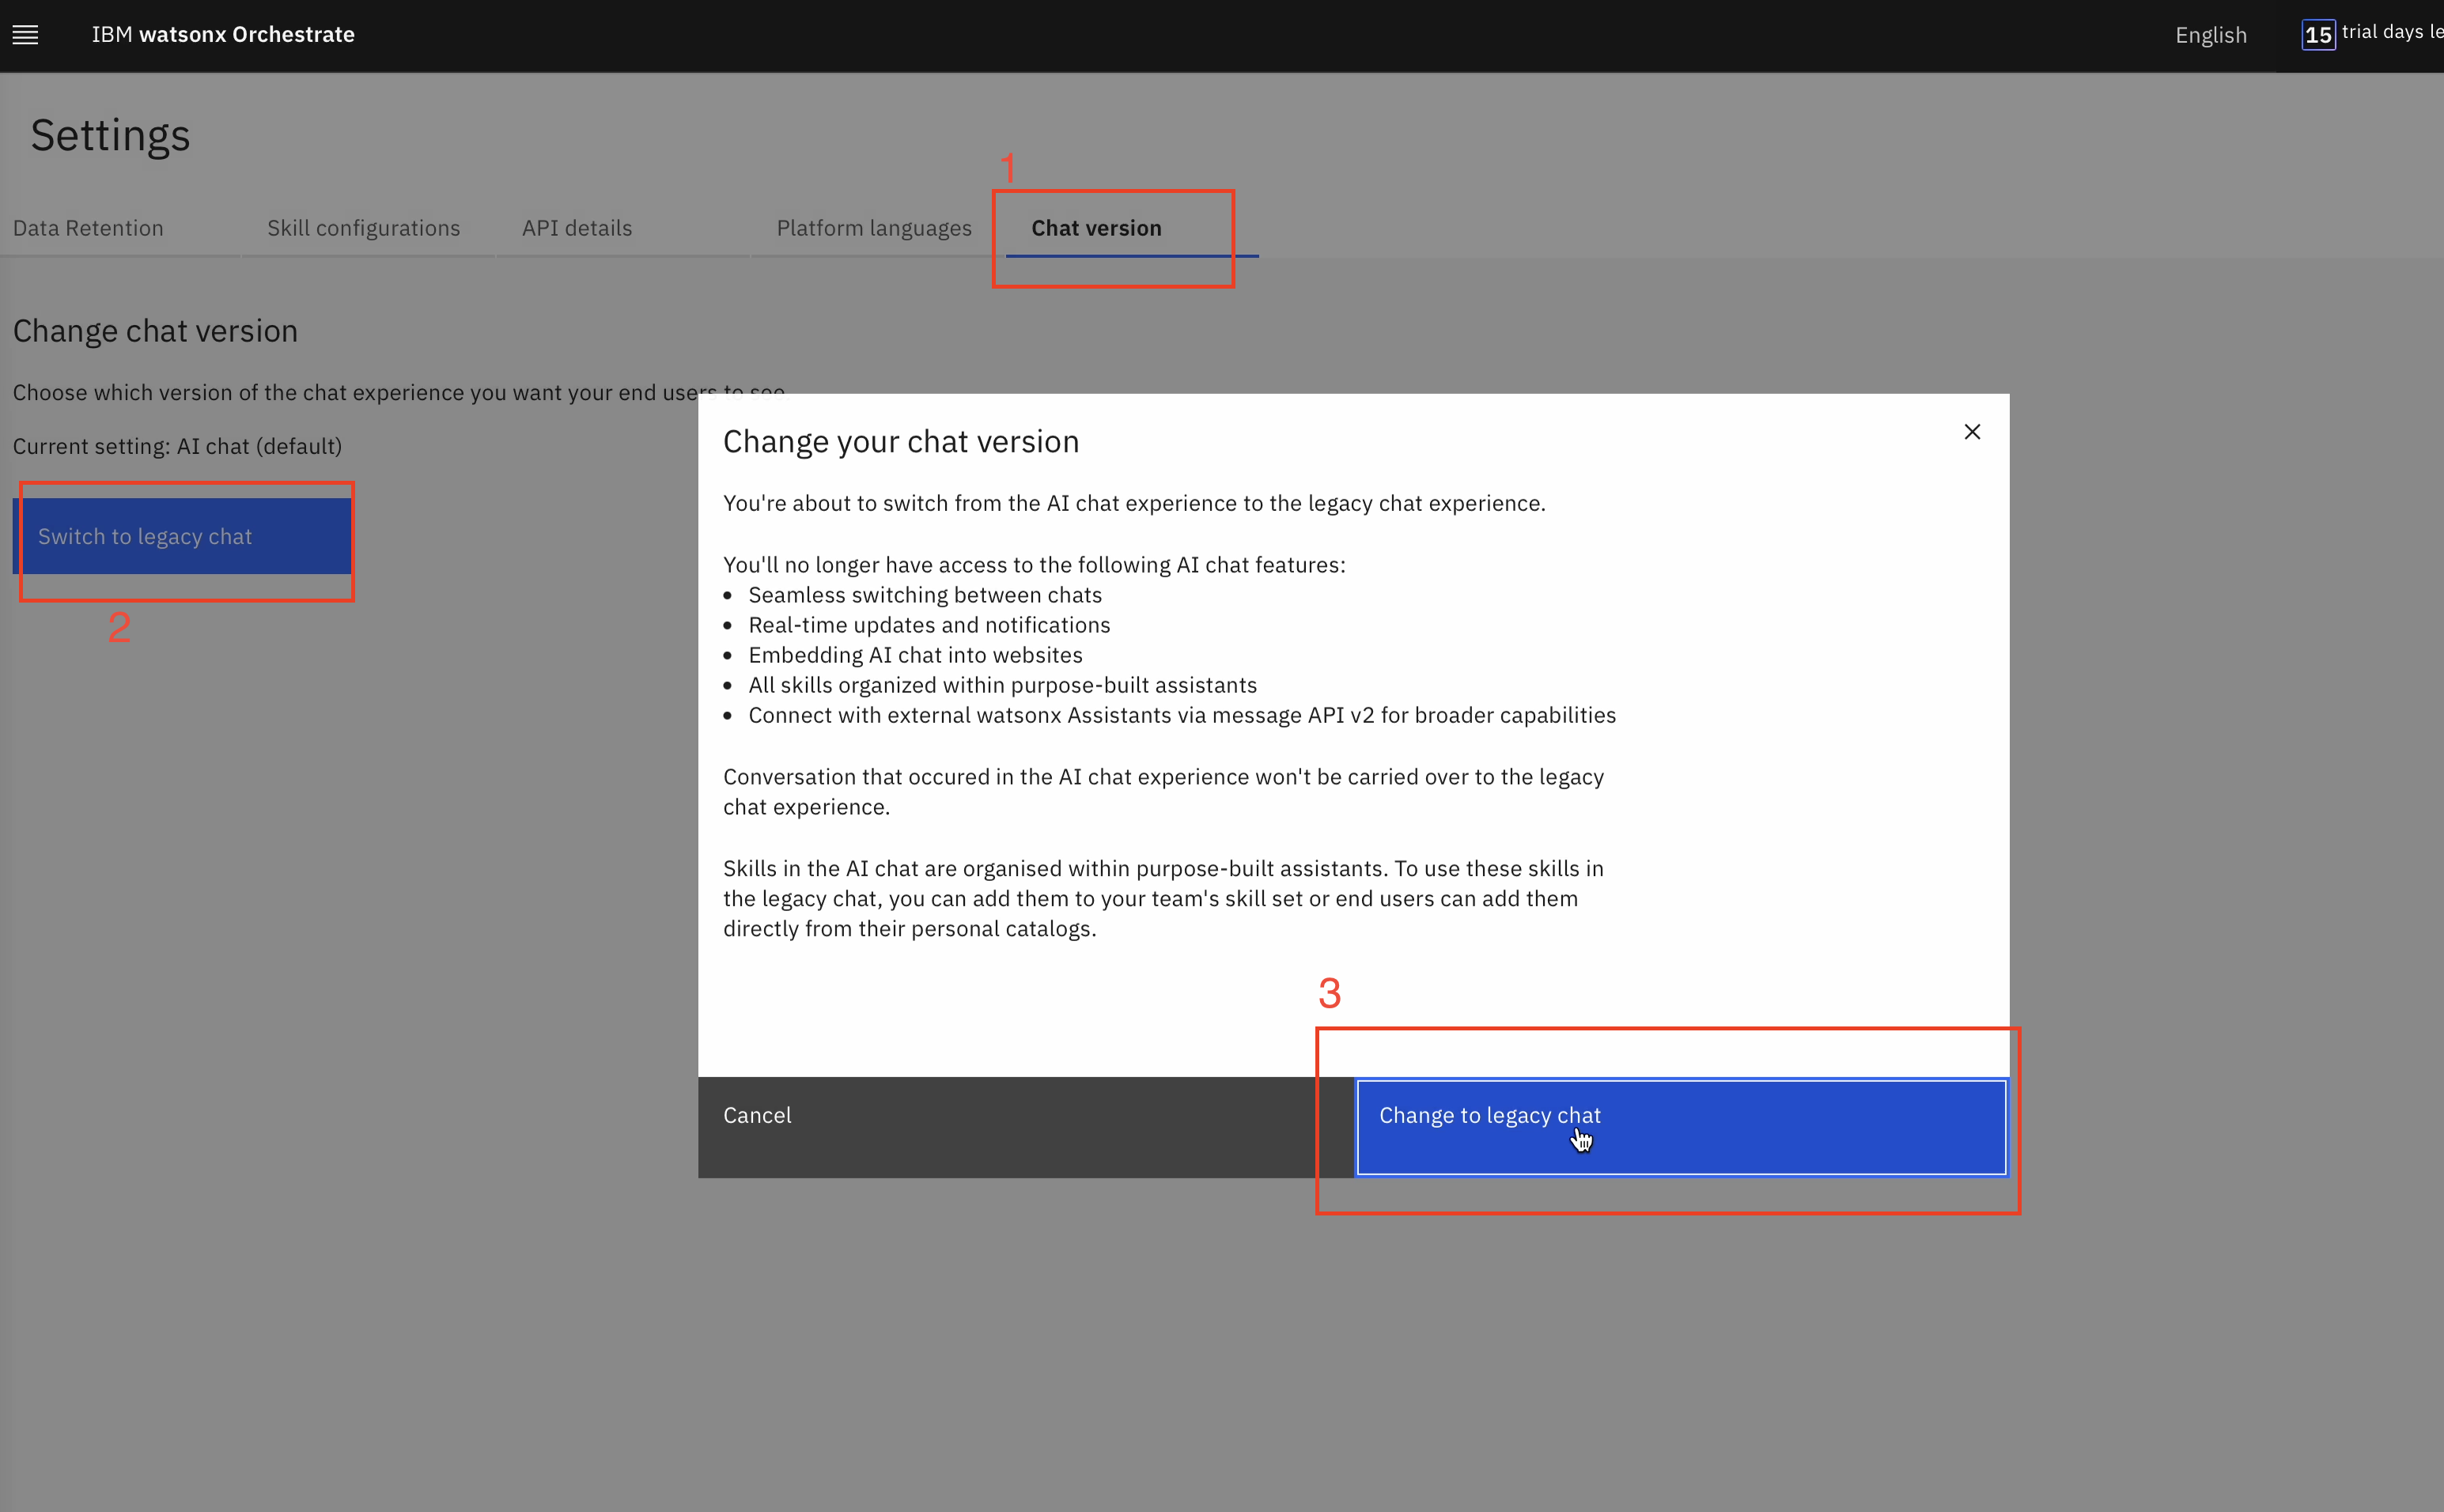 IBM watsonx Orchestrate
English
15 trial days le
Settings
1
Data Retention
Skill configurations
API details
Platform languages
Chat version
Change chat version
Choose which version of the chat experience you want your end users to see.
Current setting: AI chat (default)
Switch to legacy chat
2
Change your chat version
You're about to switch from the AI chat experience to the legacy chat experience.
You'll no longer have access to the following AI chat features:
• Seamless switching between chats
• Real-time updates and notifications
• Embedding AI chat into websites
• All skills organized within purpose-built assistants
• Connect with external watsonx Assistants via message API v2 for broader capabilities
Conversation that occured in the AI chat experience won't be carried over to the legacy
chat experience.
Skills in the AI chat are organised within purpose-built assistants. To use these skills in
the legacy chat, you can add them to your team's skill set or end users can add them
directly from their personal catalogs.
3
Cancel
Change to legacy chat